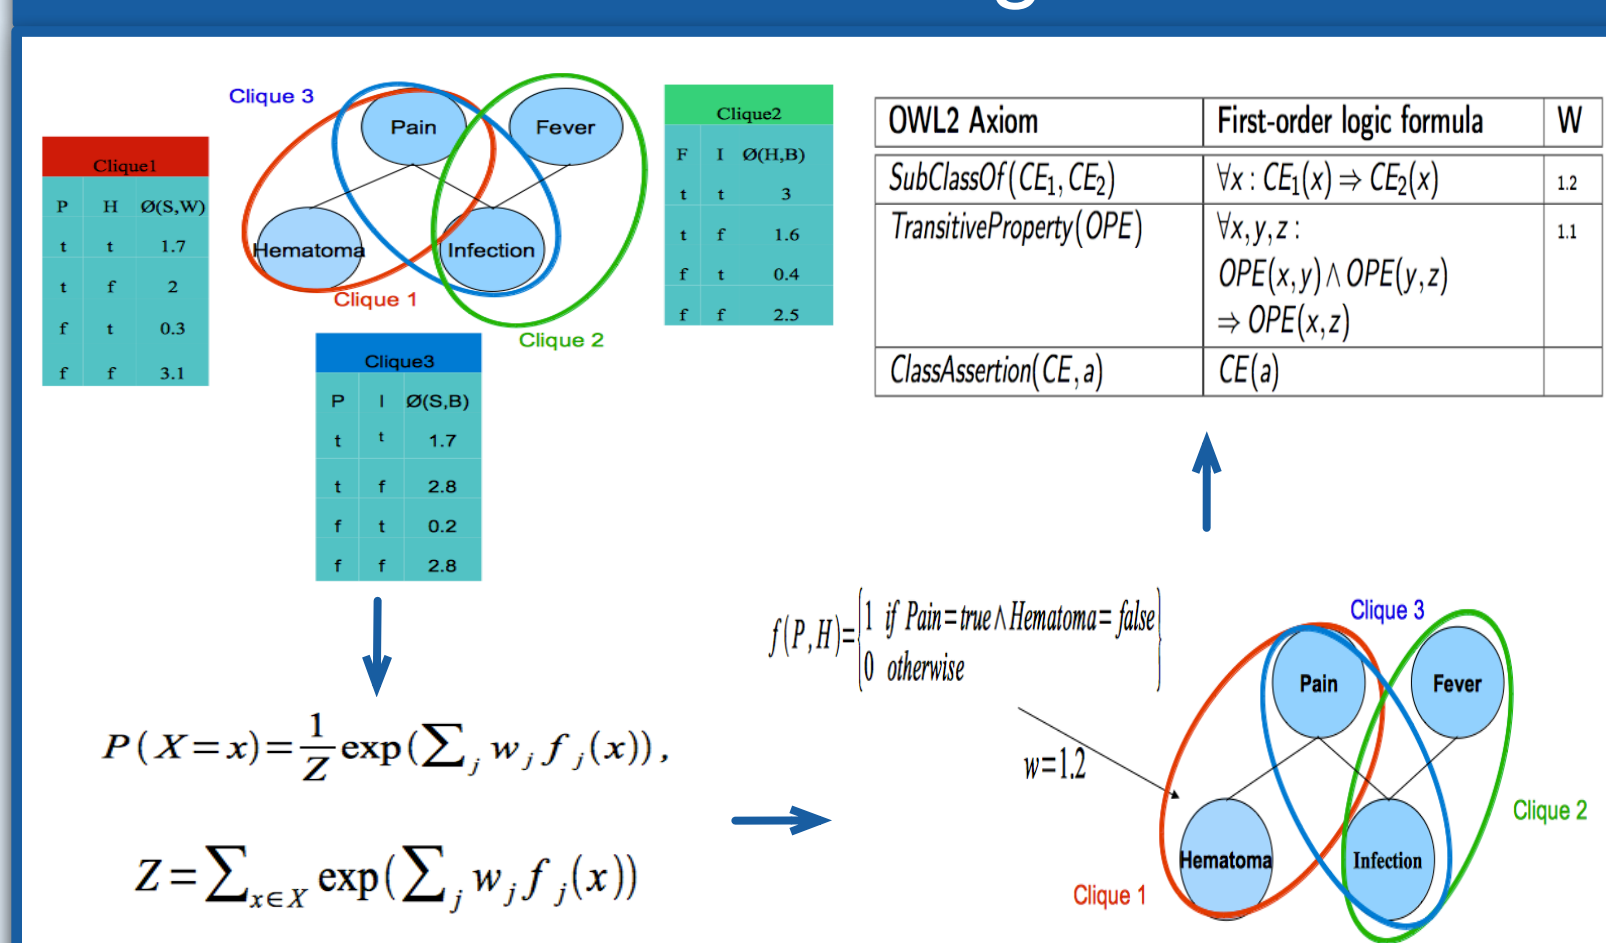 Clique 3
Pain
Fever
Hematoma
Infection
Clique 1
Clique 2
Clique1
P H Ø(S,W)
t t 1.7
t f 2
f t 0.3
f f 3.1
Clique2
F I Ø(H,B)
t t 3
t f 1.6
f t 0.4
f f 2.5
Clique3
P I Ø(S,B)
t t 1.7
t f 2.8
f t 0.2
f f 2.8
OWL2 Axiom First-order logic formula W
SubClassOf(CE₁,CE₂) ∀x : CE₁(x) ⇒ CE₂(x) 1.2
TransitiveProperty(OPE) ∀x,y,z : 1.1
OPE(x,y)∧OPE(y,z)
⇒ OPE(x,z)
ClassAssertion(CE,a) CE(a)
P(X=x)=1/Z exp(∑ⱼ wⱼ fⱼ(x)),
Z=∑x∈X exp(∑ⱼ wⱼ fⱼ(x))
f(P,H)={1 if Pain=true∧Hematoma=false
0 otherwise}
w=1.2
Clique 3
Pain
Fever
Clique 2
Hematoma
Infection
Clique 1